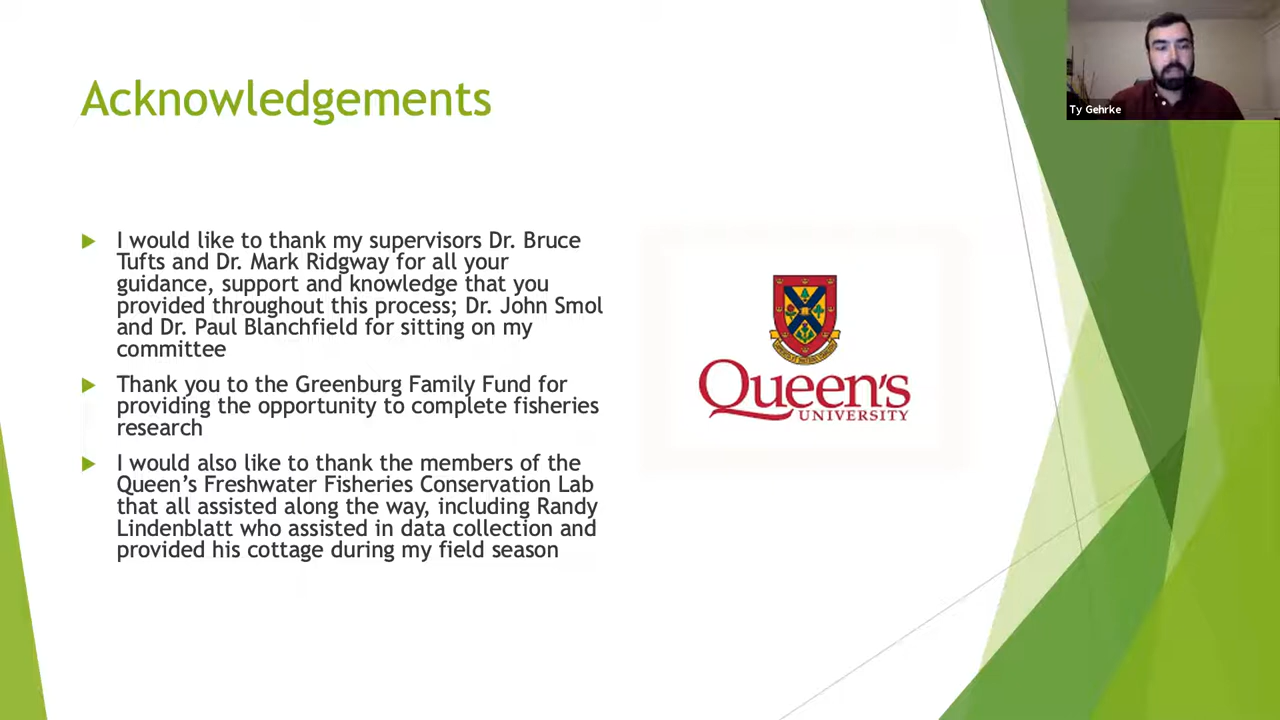 Acknowledgements
Ty Gehrke
I would like to thank my supervisors Dr. Bruce
Tufts and Dr. Mark Ridgway for all your
guidance, support and knowledge that you
provided throughout this process; Dr. John Smol
and Dr. Paul Blanchfield for sitting on my
committee
Thank you to the Greenburg Family Fund for
providing the opportunity to complete fisheries
research
I would also like to thank the members of the
Queen’s Freshwater Fisheries Conservation Lab
that all assisted along the way, including Randy
Lindenblatt who assisted in data collection and
provided his cottage during my field season
Queen's
UNIVERSITY